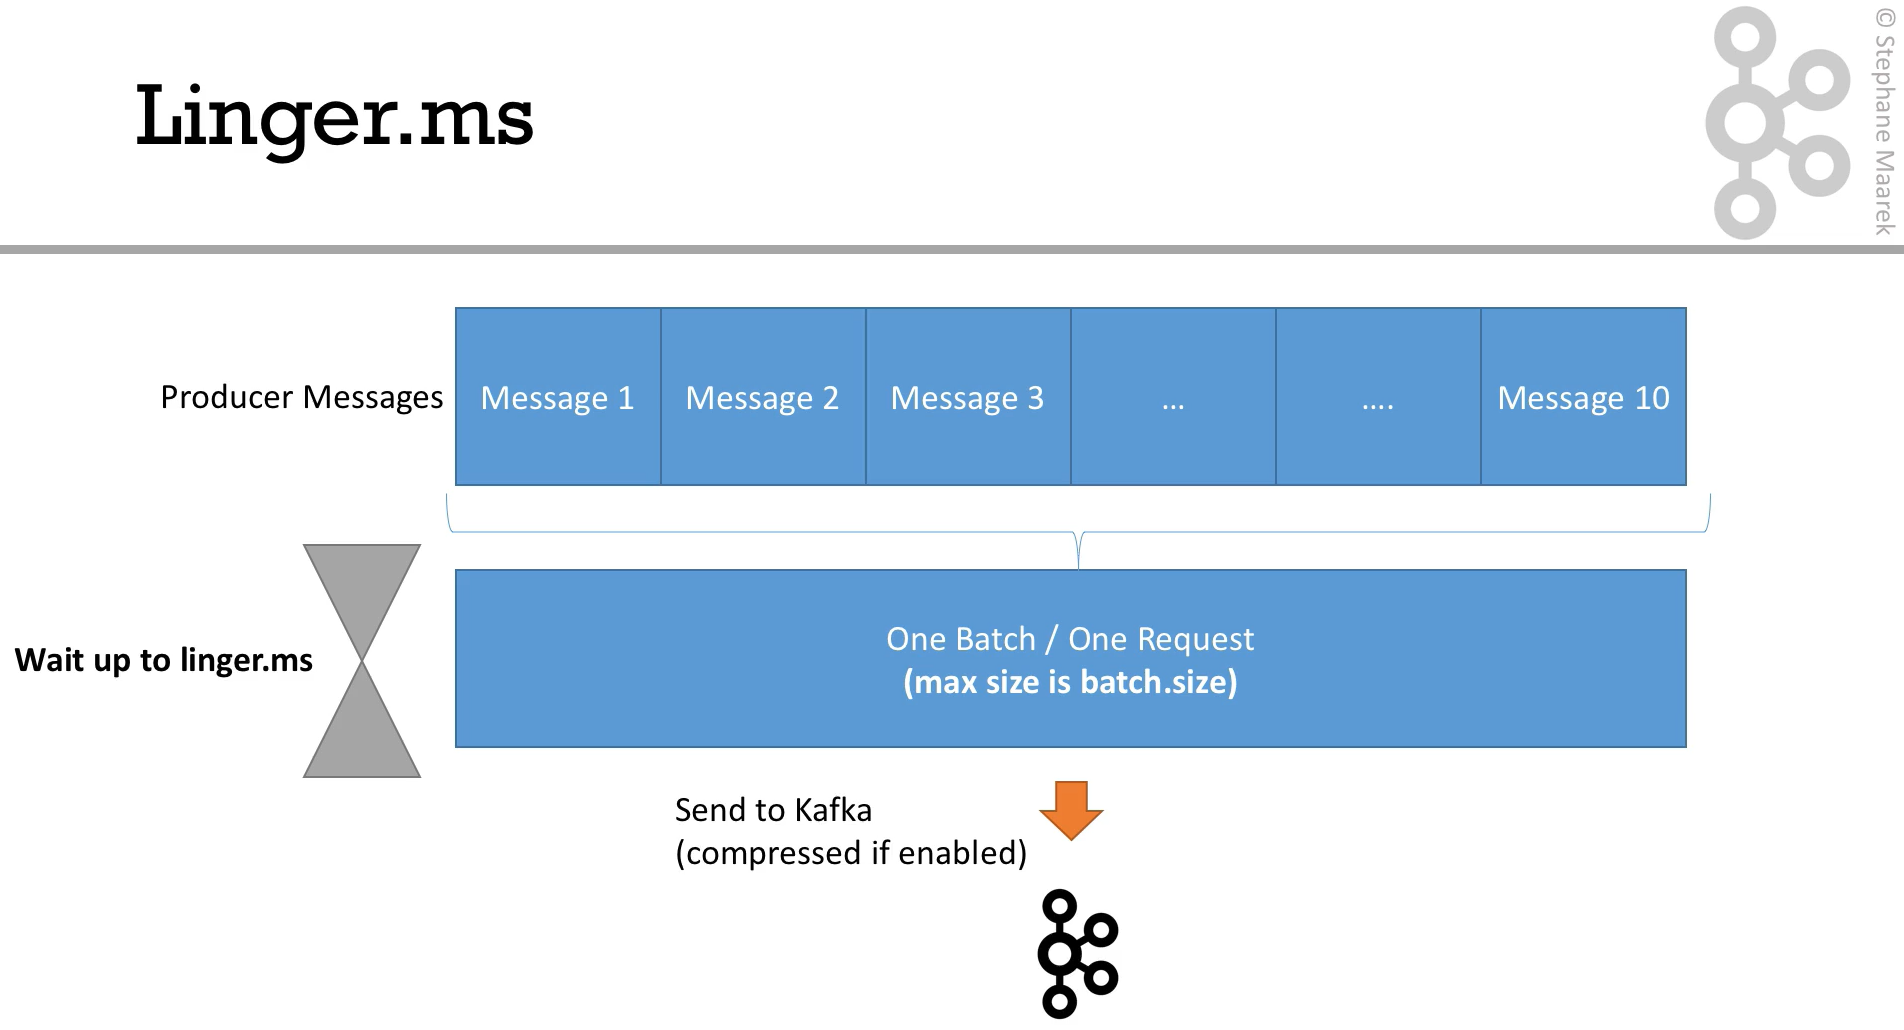 Linger.ms
© Stephane Maarek
Producer Messages
Message 1
Message 2
Message 3
...
....
Message 10
Wait up to linger.ms
One Batch / One Request
(max size is batch.size)
Send to Kafka
(compressed if enabled)